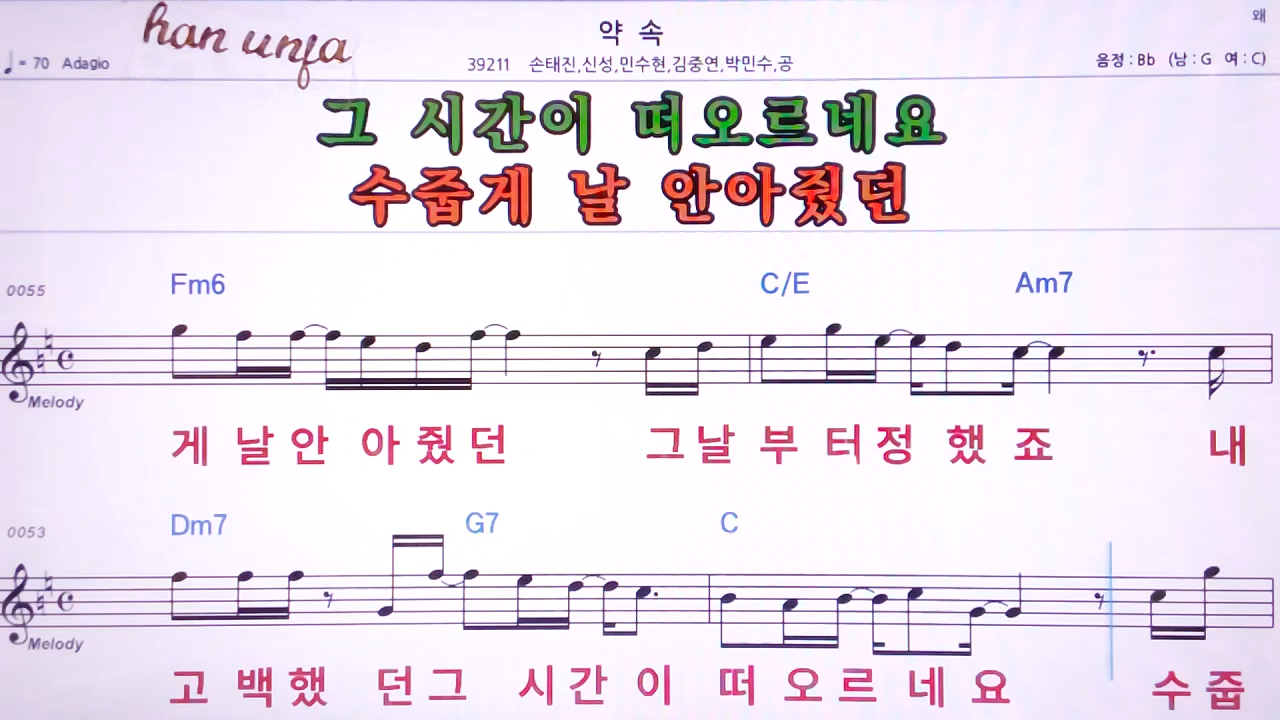 왜
han unfa
약 속
♩= 70 Adagio
39211 손태진,신성,민수현,김중연,박민수,공
음정 : Bb (남 : G 여 : C)
그 시간이 떠오르네요
수줍게 날 안아줬던
0055 Fm6 C/E Am7
Melody
게 날 안 아 줬 던 그 날 부 터 정 했 죠 내
0053 Dm7 G7 C
Melody
고 백 했 던 그 시 간 이 떠 오 르 네 요 수 줍